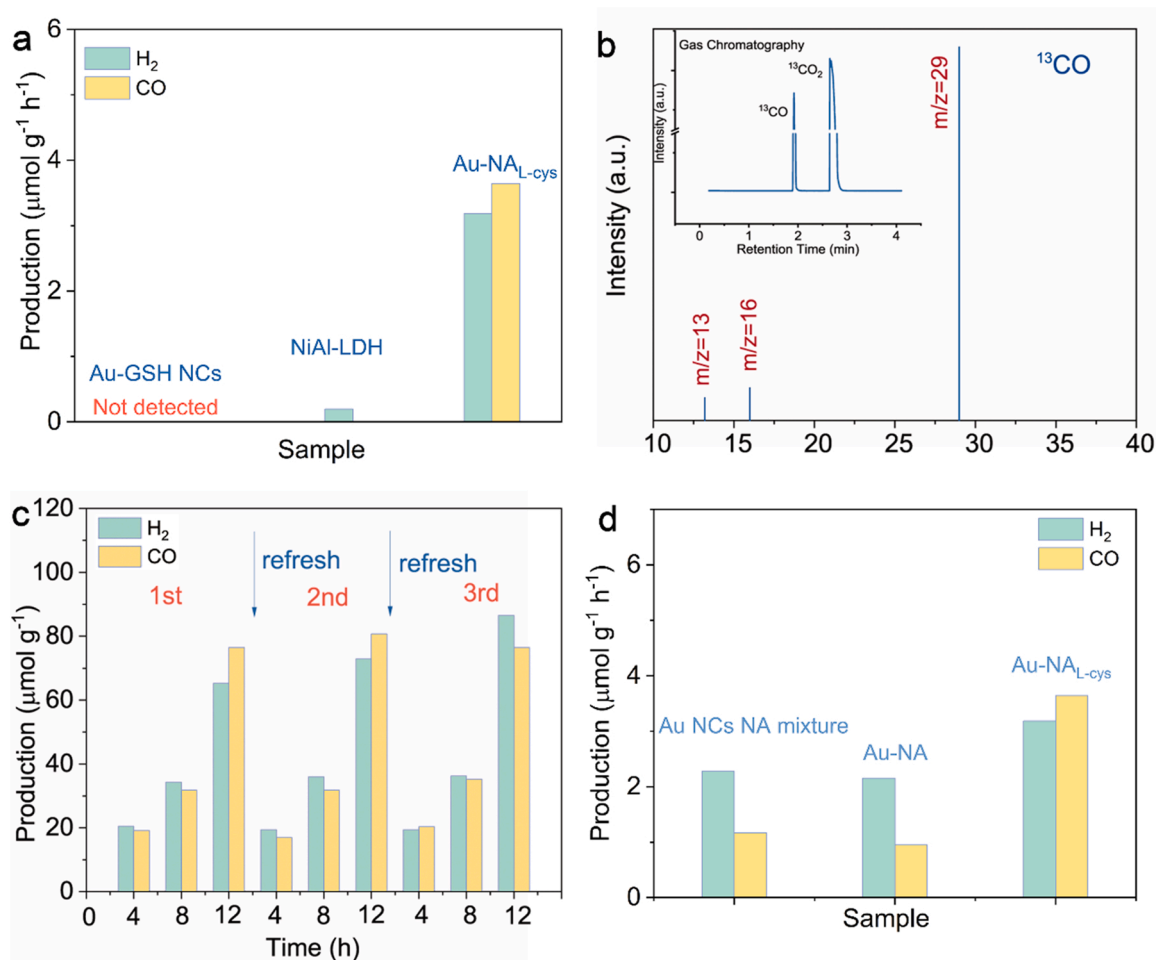 a
6
4
2
0
Production (μmol g⁻¹ h⁻¹)
H₂
CO
Au-GSH NCs
Not detected
NiAl-LDH
Au-NA_L-cys
Sample
b
Intensity (a.u.)
Gas Chromatography
Intensity (a.u.)
¹³CO
¹³CO₂
0 1 2 3 4
Retention Time (min)
m/z=13
m/z=16
m/z=29
¹³CO
10 15 20 25 30 35 40
c
120
100
80
60
40
20
0
Production (μmol g⁻¹)
H₂
CO
1st
refresh
2nd
refresh
3rd
0 4 8 12 4 8 12 4 8 12
Time (h)
d
6
4
2
0
Production (μmol g⁻¹ h⁻¹)
H₂
CO
Au NCs NA mixture
Au-NA
Au-NA_L-cys
Sample